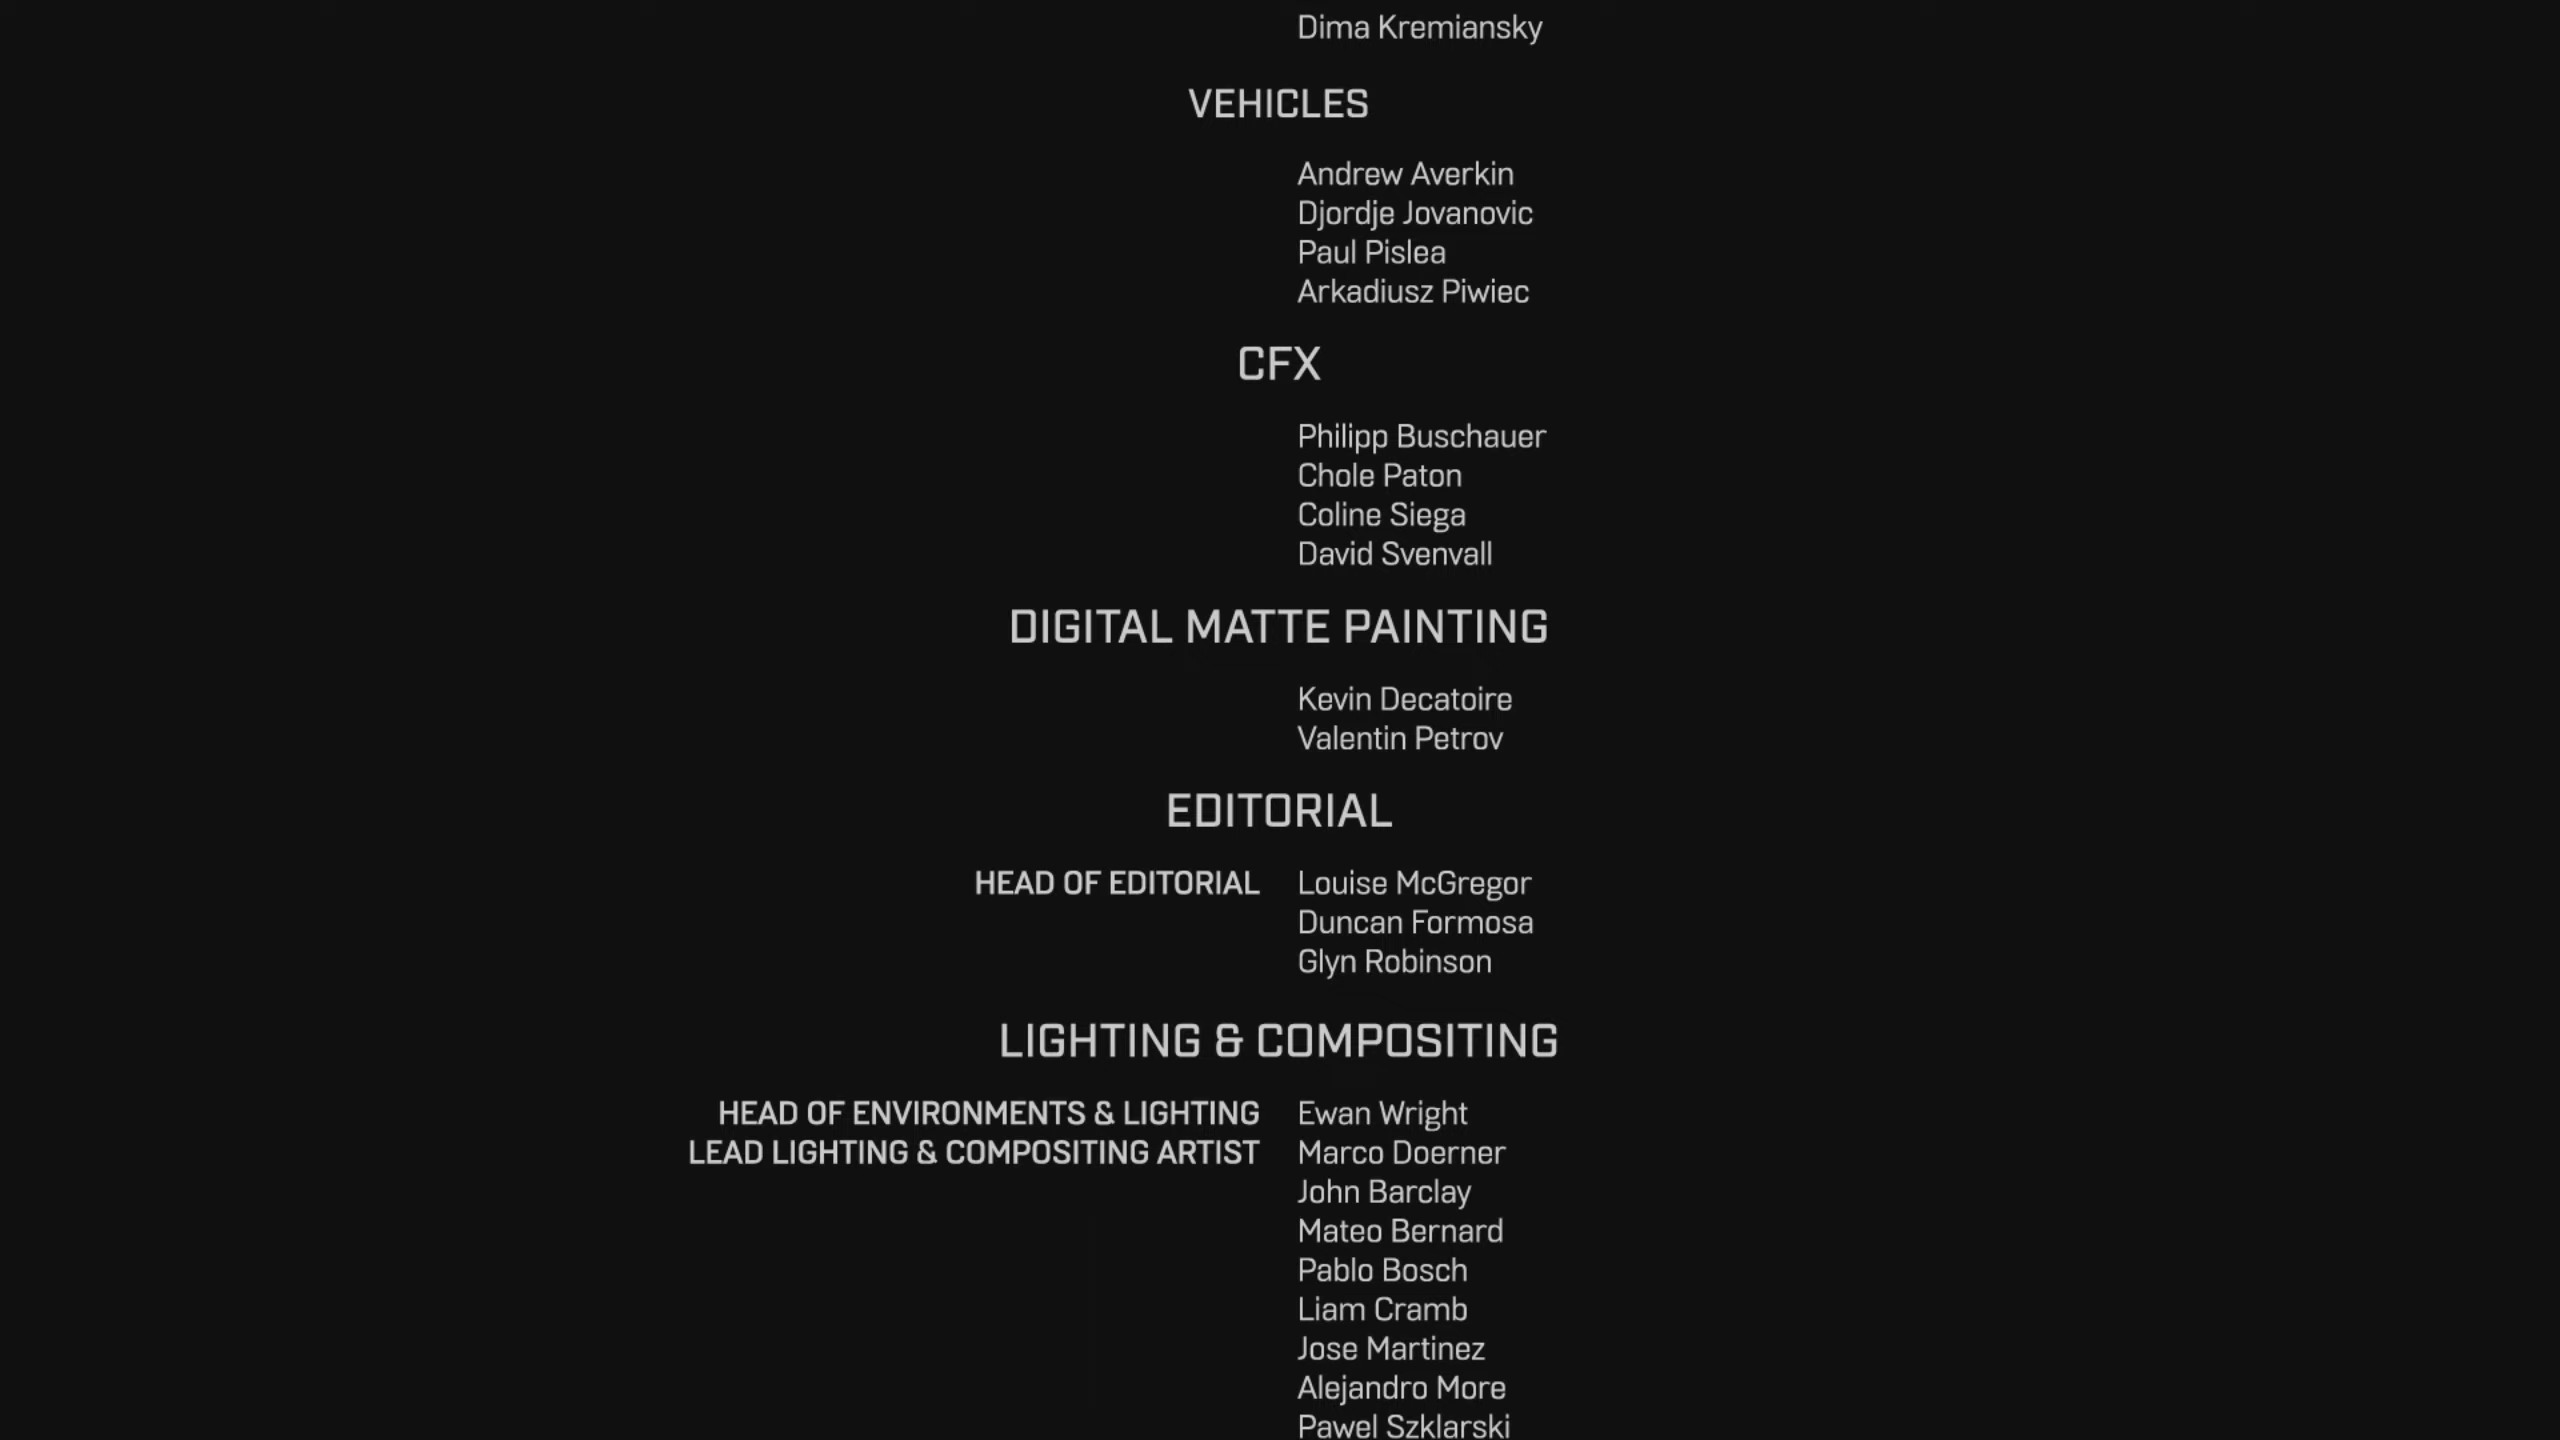 Dima Kremiansky
VEHICLES
Andrew Averkin
Djordje Jovanovic
Paul Pislea
Arkadiusz Piwiec
CFX
Philipp Buschauer
Chole Paton
Coline Siega
David Svenvall
DIGITAL MATTE PAINTING
Kevin Decatoire
Valentin Petrov
EDITORIAL
HEAD OF EDITORIAL Louise McGregor
Duncan Formosa
Glyn Robinson
LIGHTING & COMPOSITING
HEAD OF ENVIRONMENTS & LIGHTING Ewan Wright
LEAD LIGHTING & COMPOSITING ARTIST Marco Doerner
John Barclay
Mateo Bernard
Pablo Bosch
Liam Cramb
Jose Martinez
Alejandro More
Pawel Szklarski